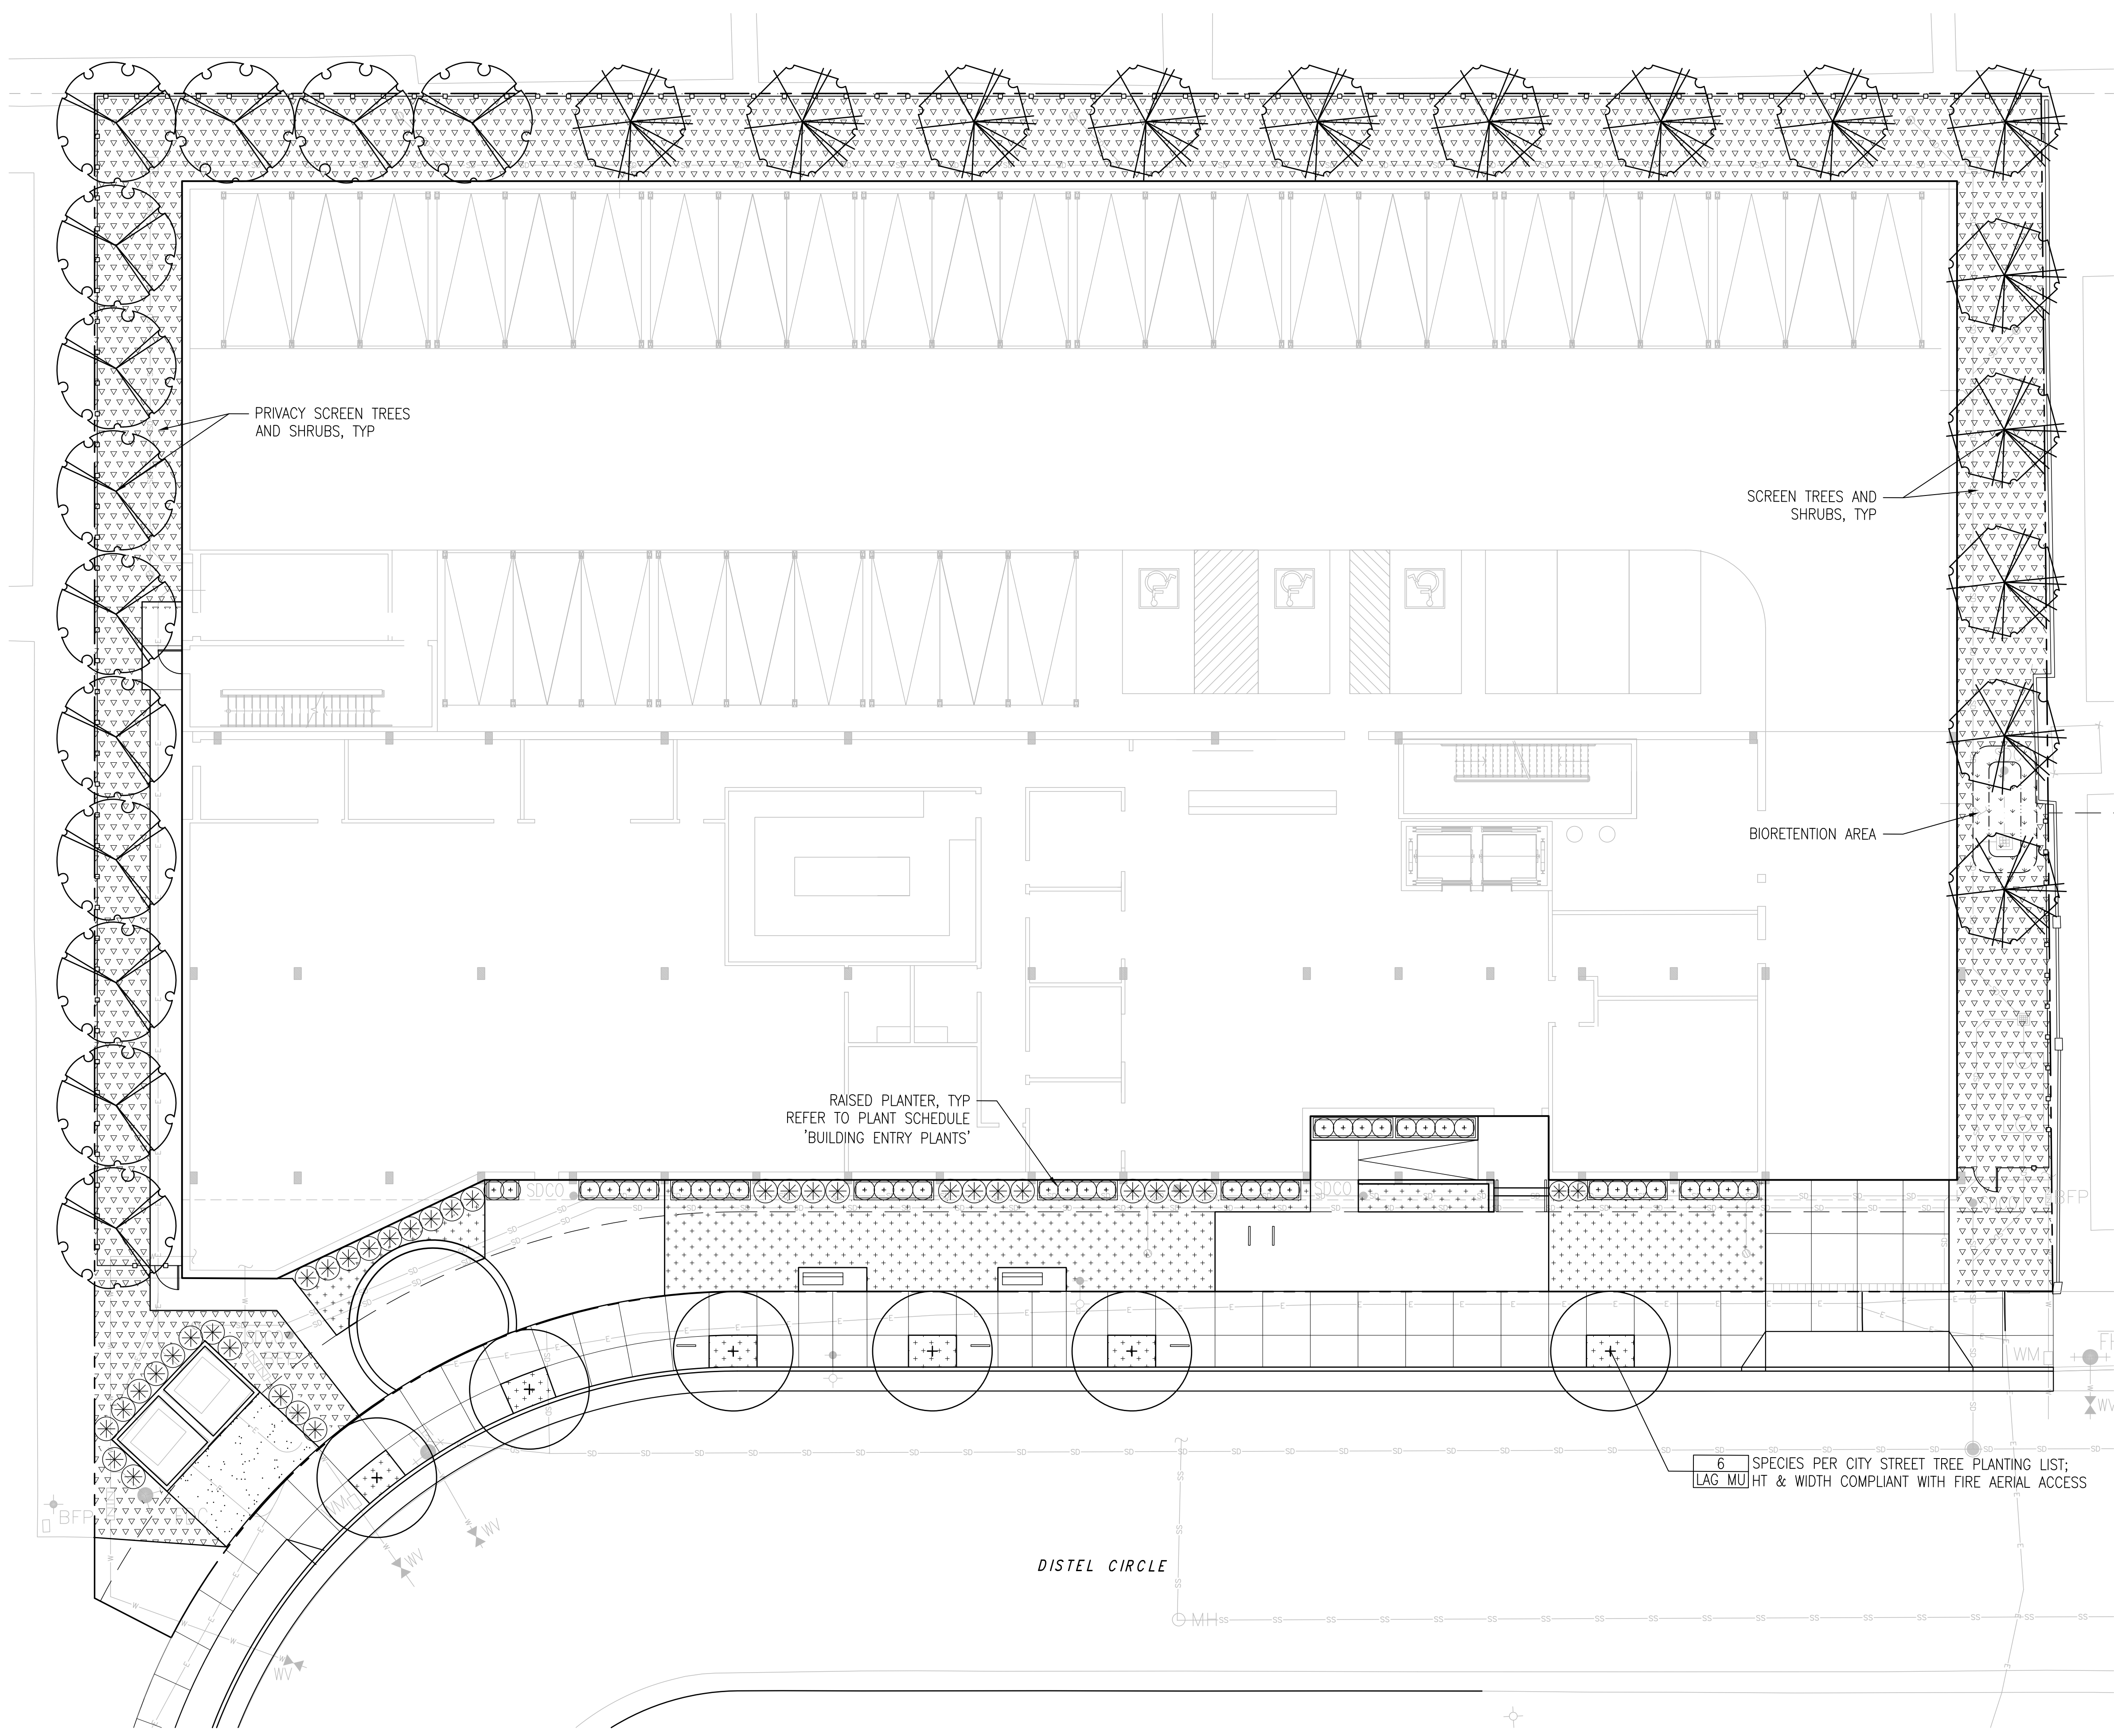 PRIVACY SCREEN TREES
AND SHRUBS, TYP
SCREEN TREES AND
SHRUBS, TYP
BIORETENTION AREA
RAISED PLANTER, TYP
REFER TO PLANT SCHEDULE
'BUILDING ENTRY PLANTS'
SDCO
SDCO
BFP
WM
WV
6
LAG MU
SPECIES PER CITY STREET TREE PLANTING LIST;
HT & WIDTH COMPLIANT WITH FIRE AERIAL ACCESS
BFP
WV
WV
DISTEL CIRCLE
MH
WV